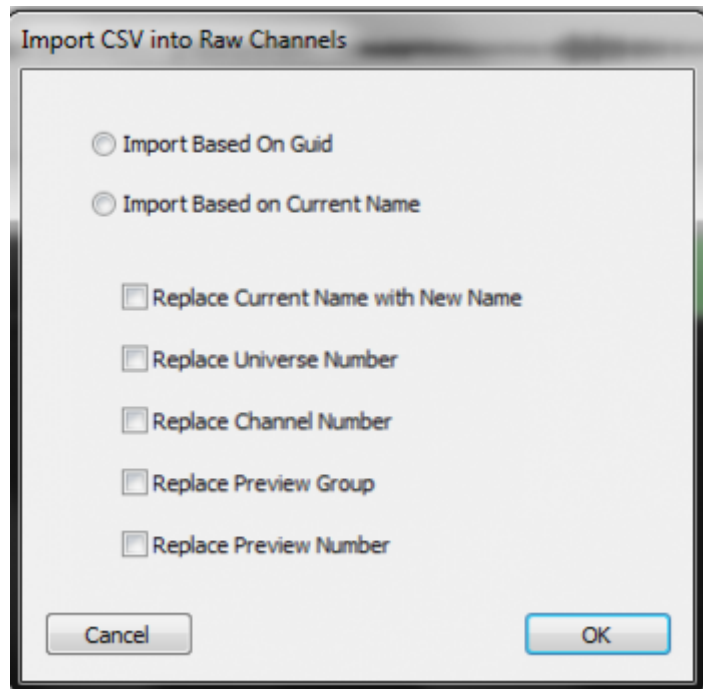 Import CSV into Raw Channels
Import Based On Guid
Import Based on Current Name
Replace Current Name with New Name
Replace Universe Number
Replace Channel Number
Replace Preview Group
Replace Preview Number
Cancel OK